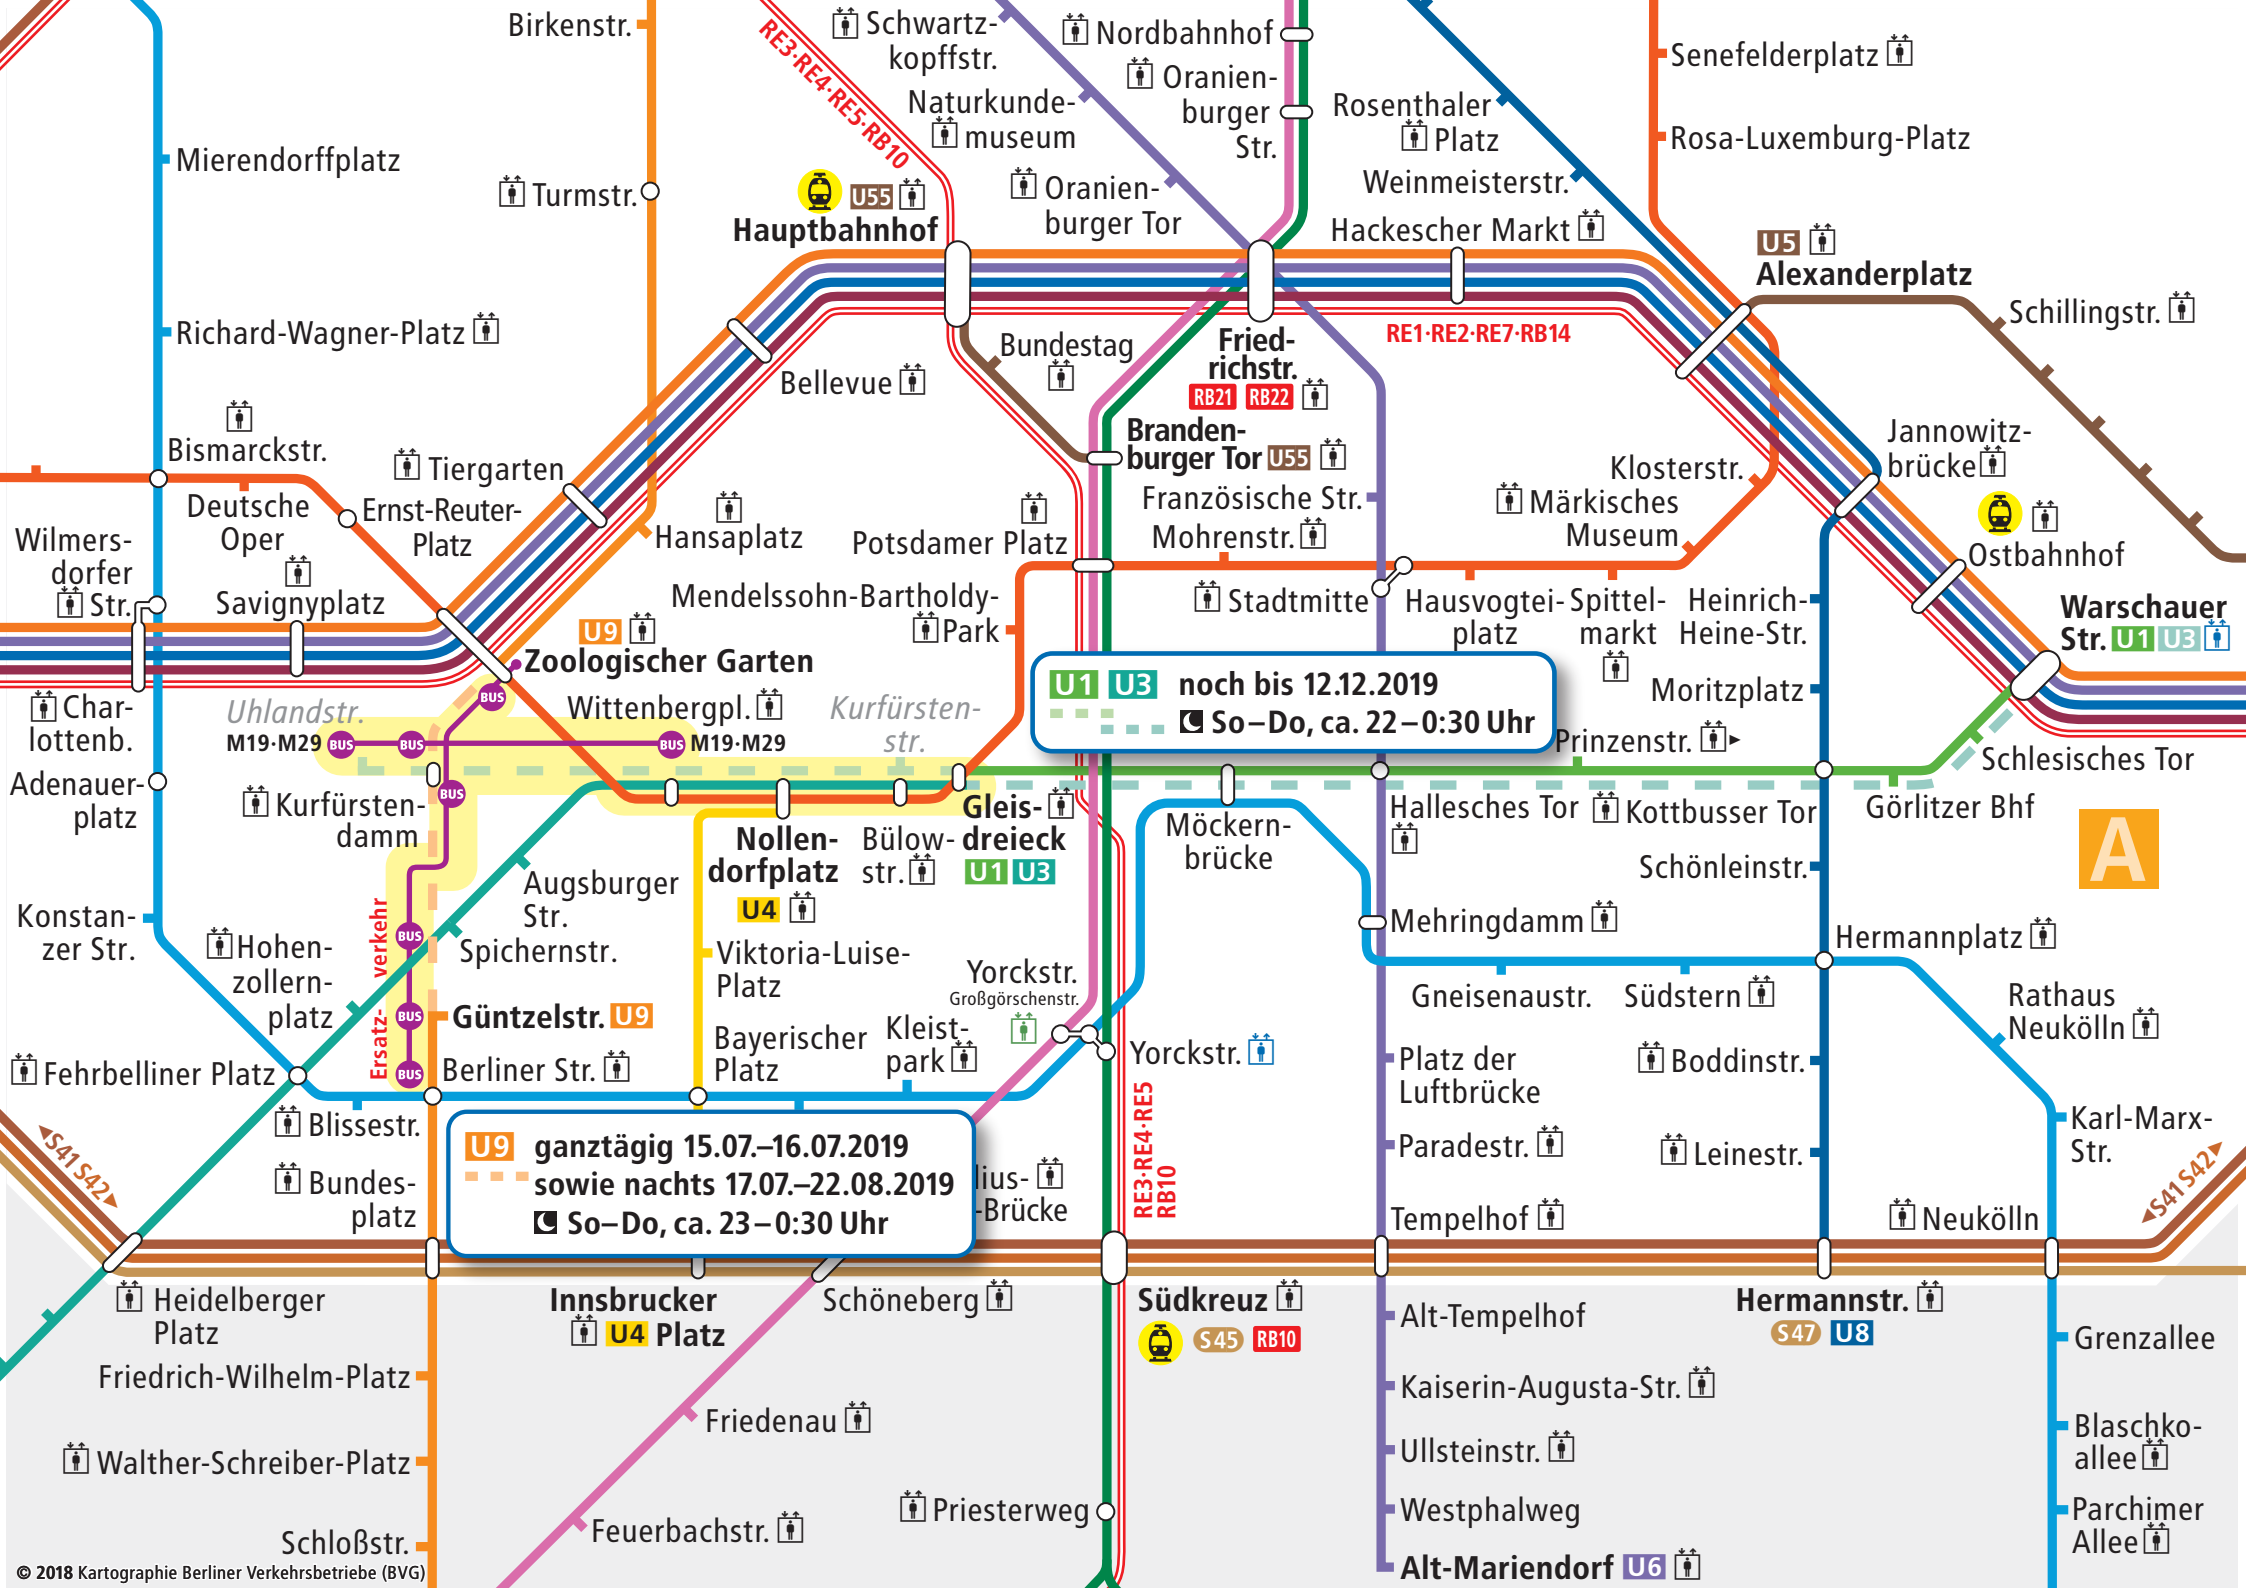 Birkenstr.
RE3·RE4·RE5·RB10
Schwartz-
kopffstr.
Nordbahnhof
Oranien-
burger
Str.
Naturkunde-
museum
Rosenthaler
Platz
Senefelderplatz
Rosa-Luxemburg-Platz
Mierendorffplatz
Turmstr.
U55
Hauptbahnhof
Oranien-
burger Tor
Weinmeisterstr.
Hackescher Markt
U5
Alexanderplatz
Schillingstr.
Richard-Wagner-Platz
Bellevue
Bundestag
Fried-
richstr.
RB21 RB22
RE1·RE2·RE7·RB14
Bismarckstr.
Tiergarten
Branden-
burger Tor U55
Jannowitz-
brücke
Deutsche
Oper
Ernst-Reuter-
Platz
Hansaplatz
Potsdamer Platz
Französische Str.
Mohrenstr.
Klosterstr.
Märkisches
Museum
Ostbahnhof
Wilmers-
dorfer
Str.
Savignyplatz
Mendelssohn-Bartholdy-
Park
Stadtmitte
Hausvogtei-
platz
Spittel-
markt
Heinrich-
Heine-Str.
Warschauer
Str. U1 U3
U9
Zoologischer Garten
Char-
lottenb.
Uhlandstr.
M19·M29 BUS BUS BUS M19·M29
BUS
Wittenbergpl.
Kurfürsten-
str.
U1 U3 noch bis 12.12.2019
So–Do, ca. 22–0:30 Uhr
Moritzplatz
Prinzenstr.
Schlesisches Tor
Adenauer-
platz
Kurfürsten-
damm
BUS
Nollen-
dorfplatz
U4
Bülow-
str.
Gleis-
dreieck
U1 U3
Möckern-
brücke
Hallesches Tor
Kottbusser Tor
Görlitzer Bhf
A
Schönleinstr.
Augsburger
Str.
Konstan-
zer Str.
Hohen-
zollern-
platz
Ersatz- verkehr
BUS
BUS
BUS
Spichernstr.
Viktoria-Luise-
Platz
Yorckstr.
Großgörschenstr.
Mehringdamm
Hermannplatz
Gneisenaustr.
Südstern
Rathaus
Neukölln
Güntzelstr. U9
Fehrbelliner Platz
Berliner Str.
Bayerischer
Platz
Kleist-
park
Yorckstr.
Platz der
Luftbrücke
Boddinstr.
Blissestr.
RE3·RE4·RE5
RB10
Paradestr.
Leinestr.
Karl-Marx-
Str.
S41 S42
Bundes-
platz
U9 ganztägig 15.07.–16.07.2019
sowie nachts 17.07.–22.08.2019
So–Do, ca. 23–0:30 Uhr
lius-
-Brücke
Tempelhof
Neukölln
S41 S42
Heidelberger
Platz
Innsbrucker
U4 Platz
Schöneberg
Südkreuz
S45 RB10
Alt-Tempelhof
Hermannstr.
S47 U8
Grenzallee
Friedrich-Wilhelm-Platz
Friedenau
Kaiserin-Augusta-Str.
Blaschko-
allee
Walther-Schreiber-Platz
Ullsteinstr.
Feuerbachstr.
Priesterweg
Westphalweg
Parchimer
Allee
Schloßstr.
Alt-Mariendorf U6
© 2018 Kartographie Berliner Verkehrsbetriebe (BVG)